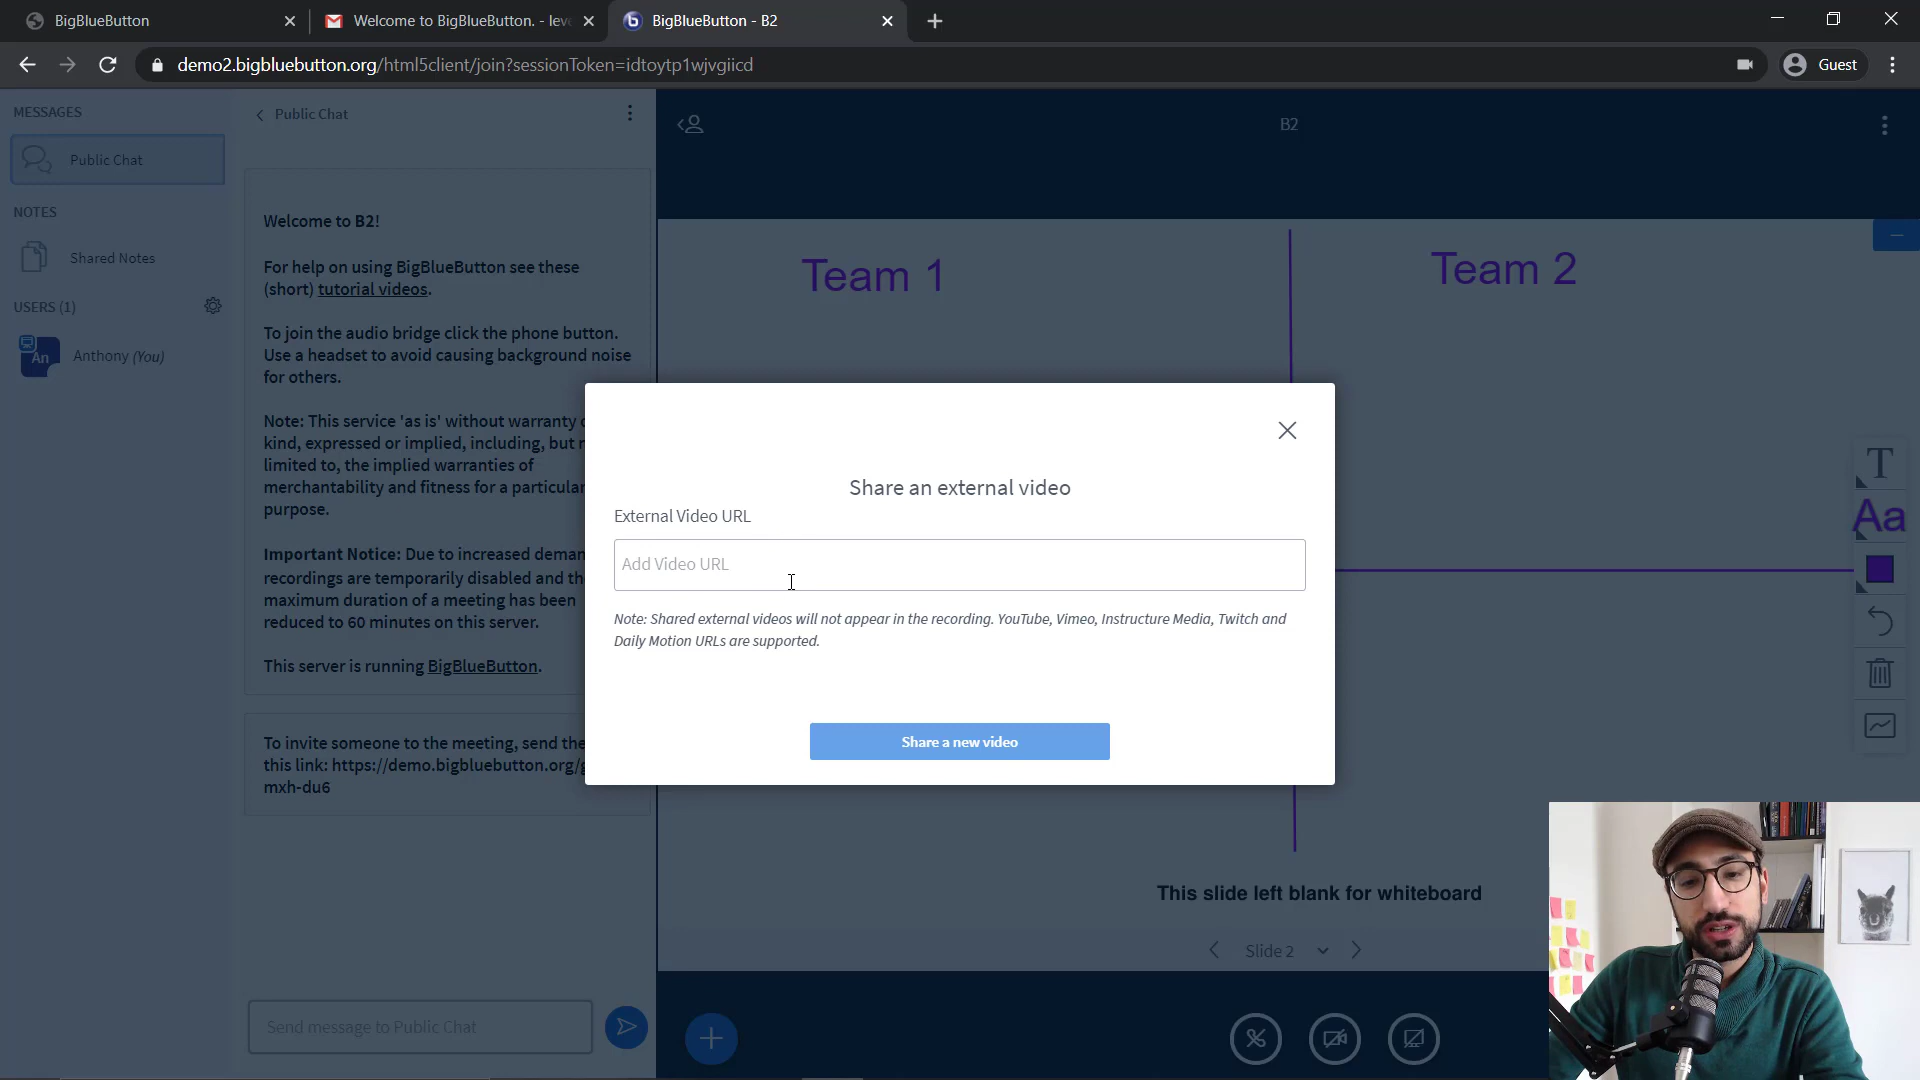 BigBlueButton
Welcome to BigBlueButton. - lev
BigBlueButton - B2
demo2.bigbluebutton.org/html5client/join?sessionToken=idtoytp1wjvgiicd
Guest
MESSAGES
Public Chat
NOTES
Shared Notes
USERS (1)
An
Anthony (You)
Public Chat
Welcome to B2!
For help on using BigBlueButton see these
(short) tutorial videos.
To join the audio bridge click the phone button.
Use a headset to avoid causing background noise
for others.
Note: This service 'as is' without warranty
kind, expressed or implied, including, but
limited to, the implied warranties of
merchantability and fitness for a particular
purpose.
Important Notice: Due to increased deman
recordings are temporarily disabled and th
maximum duration of a meeting has been
reduced to 60 minutes on this server.
This server is running BigBlueButton.
To invite someone to the meeting, send the
this link: https://demo.bigbluebutton.org/g
mxh-du6
Send message to Public Chat
B2
Team 1
Team 2
Share an external video
External Video URL
Add Video URL
Note: Shared external videos will not appear in the recording. YouTube, Vimeo, Instructure Media, Twitch and
Daily Motion URLs are supported.
Share a new video
T
Aa
This slide left blank for whiteboard
Slide 2